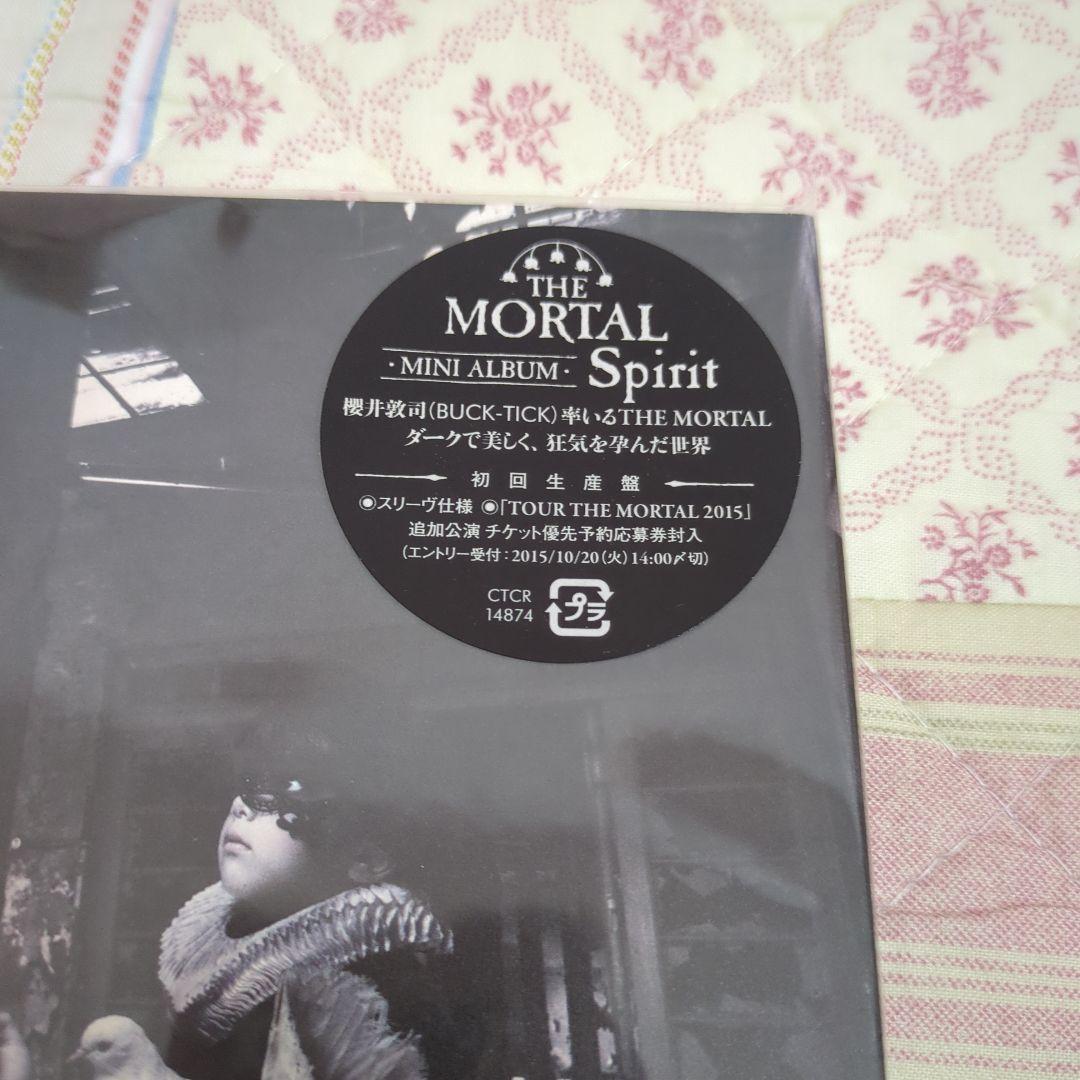 THE
MORTAL
・MINI ALBUM・ Spirit
櫻井敦司(BUCK-TICK)率いるTHE MORTAL
ダークで美しく、狂気を孕んだ世界
初回生産盤
◉スリーヴ仕様 ◉「TOUR THE MORTAL 2015」
追加公演 チケット優先予約応募券封入
(エントリー受付：2015/10/20(火)14:00〆切)
CTCR
14874
プラ